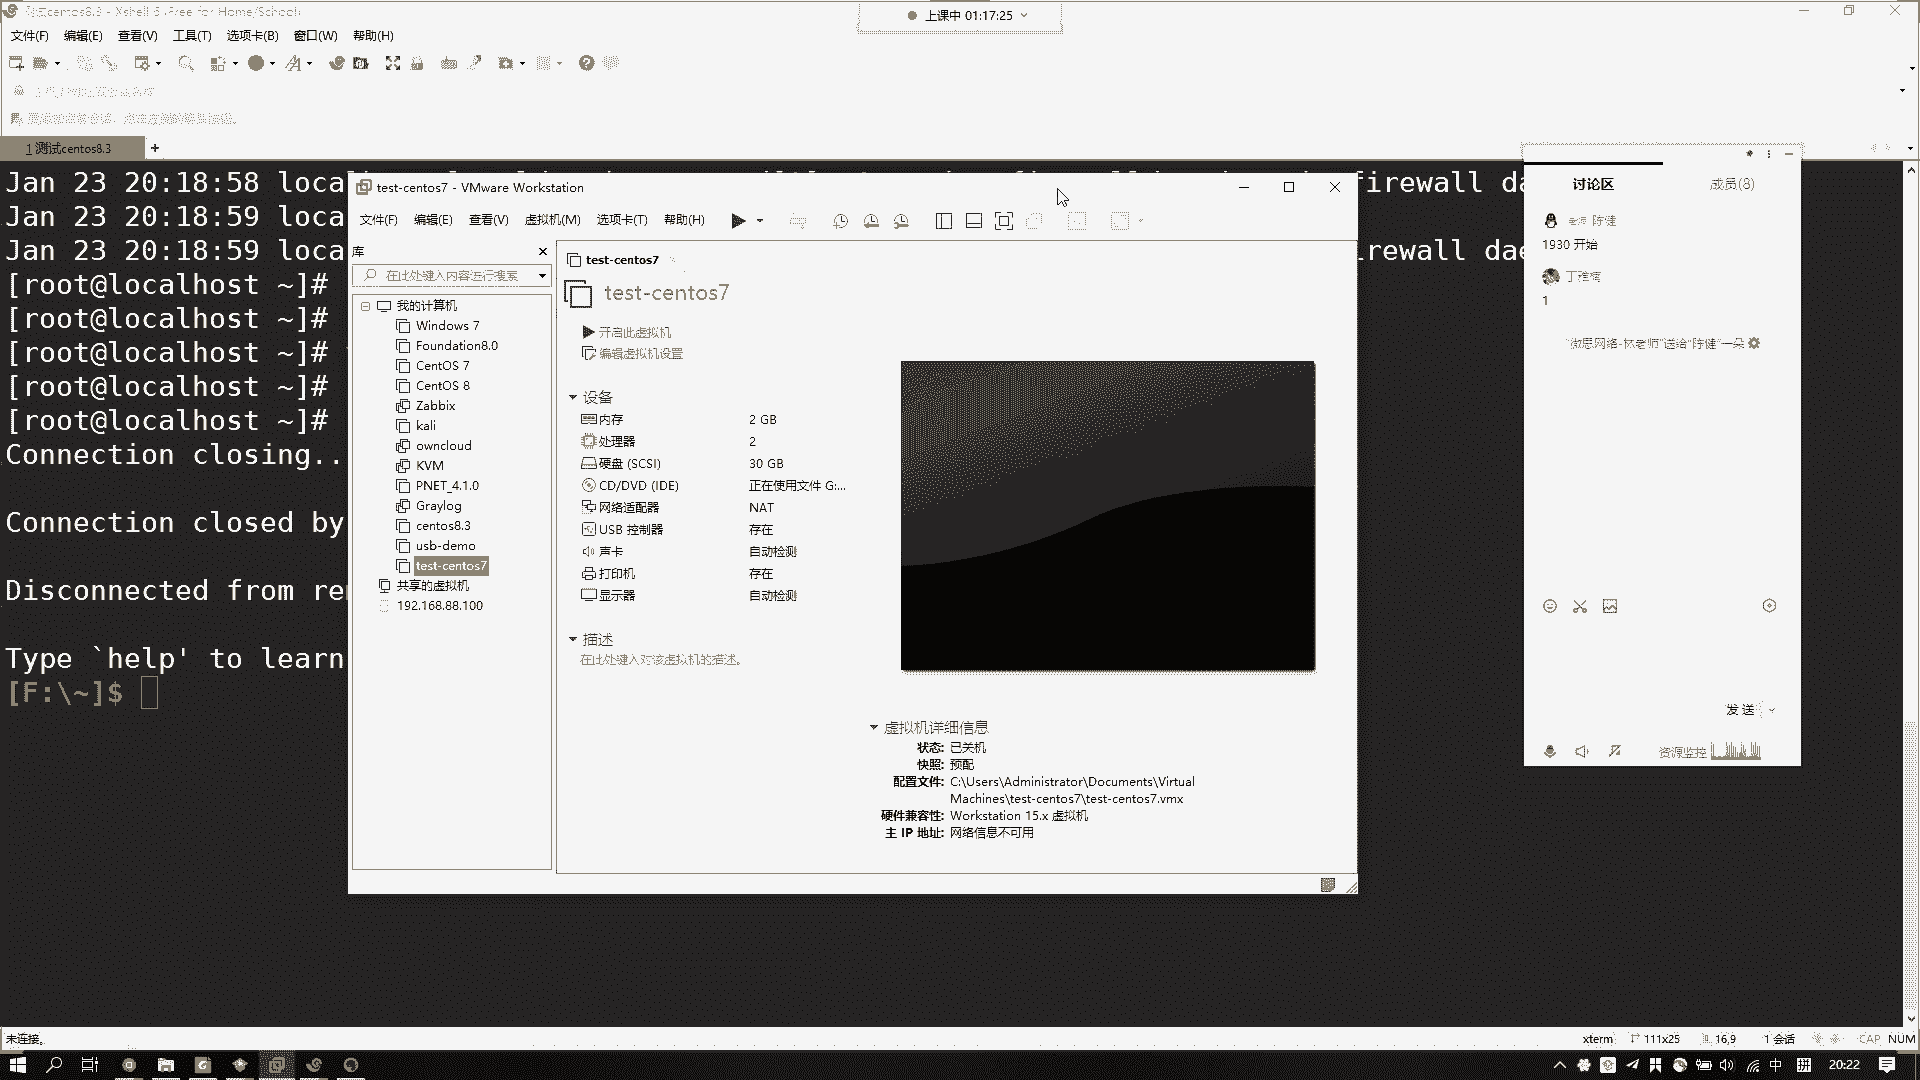 测试centos8.3 - Xshell 6 (Free for Home/School)
上课中 01:17:25
文件(F) 编辑(E) 查看(V) 工具(T) 选项卡(B) 窗口(W) 帮助(H)
1 测试centos8.3
Jan 23 20:18:58 loca
firewall da
Jan 23 20:18:59 loca
Jan 23 20:18:59 loca
firewall dae
[root@localhost ~]#
[root@localhost ~]#
[root@localhost ~]#
[root@localhost ~]#
[root@localhost ~]#
Connection closing..
Connection closed by
Disconnected from re
Type `help' to learn
[F:\~]$
test-centos7 - VMware Workstation
文件(F) 编辑(E) 查看(V) 虚拟机(M) 选项卡(T) 帮助(H)
库
在此处键入内容进行搜索
我的计算机
Windows 7
Foundation8.0
CentOS 7
CentOS 8
Zabbix
kali
owncloud
KVM
PNET_4.1.0
Graylog
centos8.3
usb-demo
test-centos7
共享的虚拟机
192.168.88.100
test-centos7
test-centos7
开启此虚拟机
编辑虚拟机设置
设备
内存 2 GB
处理器 2
硬盘 (SCSI) 30 GB
CD/DVD (IDE) 正在使用文件 G:...
网络适配器 NAT
USB 控制器 存在
声卡 自动检测
打印机 存在
显示器 自动检测
描述
在此处键入对该虚拟机的描述。
虚拟机详细信息
状态: 已关机
快照: 预配
配置文件: C:\Users\Administrator\Documents\Virtual
Machines\test-centos7\test-centos7.vmx
硬件兼容性: Workstation 15.x 虚拟机
主 IP 地址: 网络信息不可用
讨论区 成员(8)
老师 陈健
1930 开始
1
"微思网络-林老师"送给"陈健"一朵
发送
资源监控
未连接。
xterm 111x25 16,9 1 会话 CAP NUM
中 拼 20:22